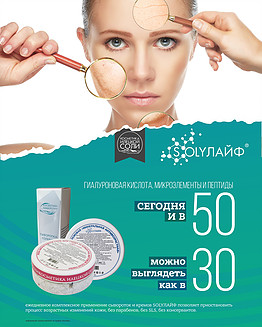 SOLYЛАЙФ®
ГИАЛУРОНОВАЯ КИСЛОТА, МИКРОЭЛЕМЕНТЫ И ПЕПТИДЫ
СЕГОДНЯ
И В 50
МОЖНО
ВЫГЛЯДЕТЬ
КАК В 30
ежедневное комплексное применение сывороток и кремов SOLYЛАЙФ позволяет приостановить
процесс возрастных изменений кожи, без парабенов, без SLS, без консервантов